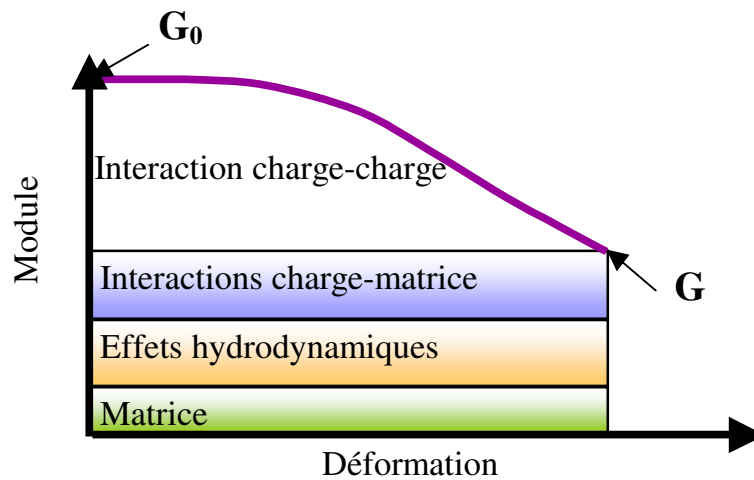 G₀
Module
Interaction charge-charge
Interactions charge-matrice
G
Effets hydrodynamiques
Matrice
Déformation